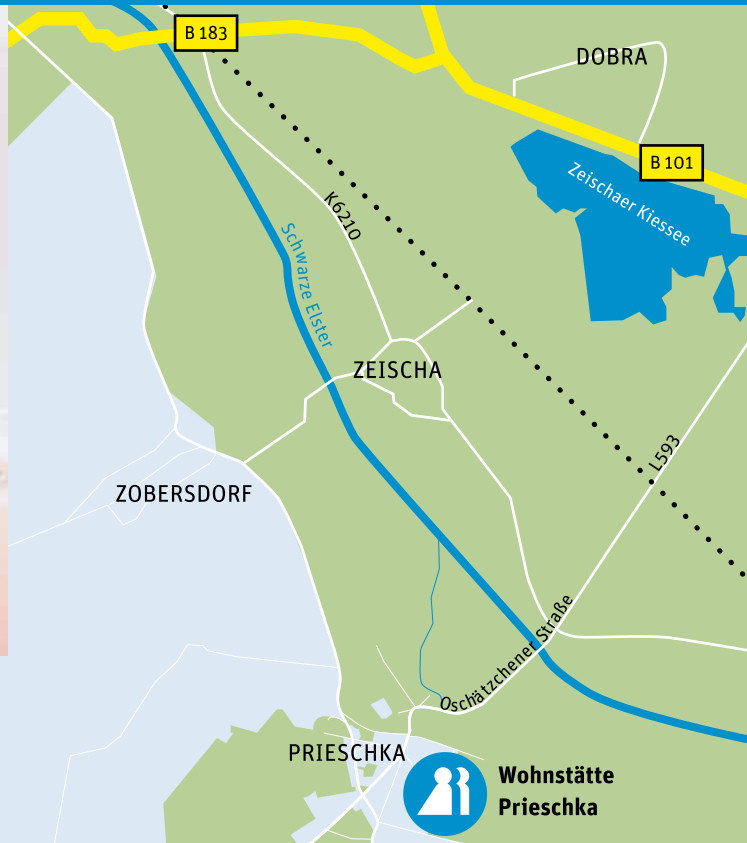 B 183
DOBRA
B 101
Zeischaer Kiessee
K6210
Schwarze Elster
ZEISCHA
L593
ZOBERSDORF
Oschätzchener Straße
PRIESCHKA
Wohnstätte
Prieschka